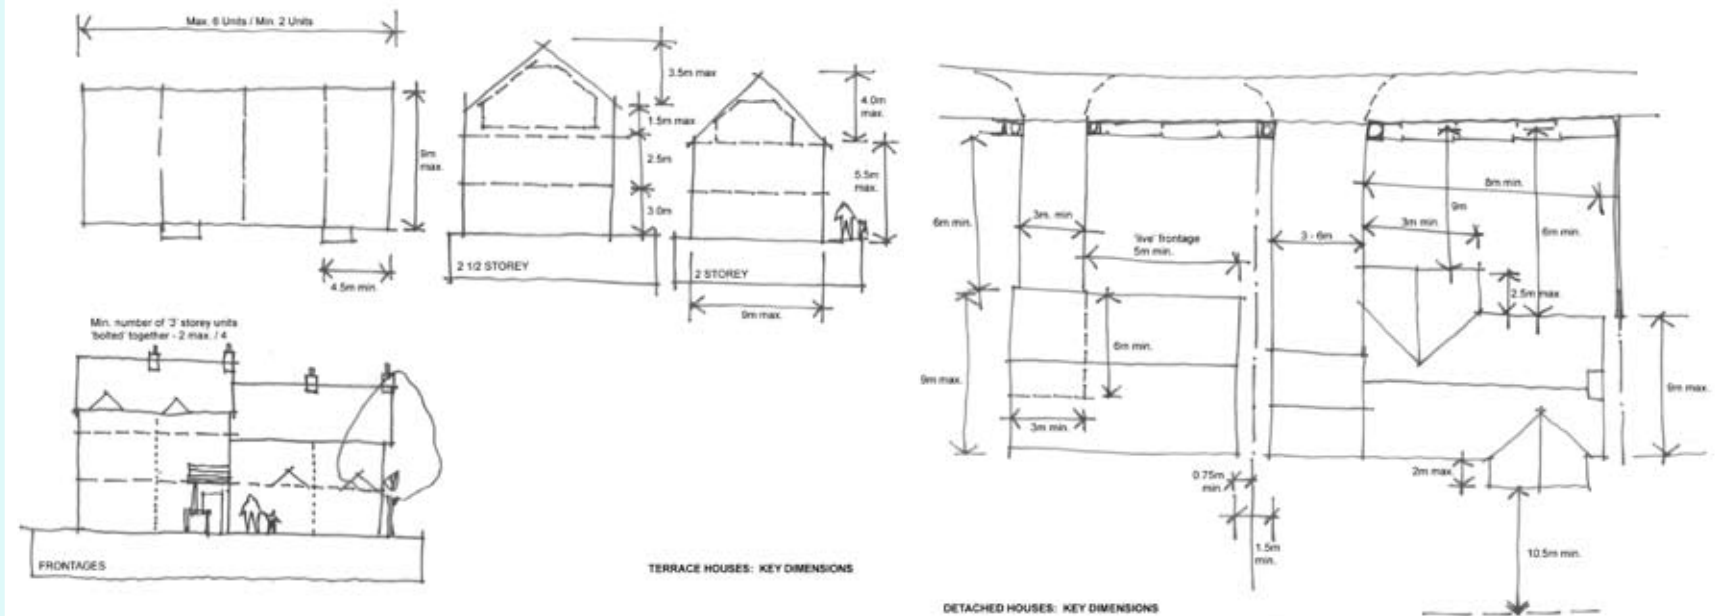 Max. 6 Units / Min. 2 Units
9m
max.
4.5m min.
3.5m max
1.5m max
2.5m
3.0m
2 1/2 STOREY
4.0m
max.
5.5m
max.
2 STOREY
9m max.
Min. number of '3' storey units
'bolted' together - 2 max. / 4
FRONTAGES
TERRACE HOUSES: KEY DIMENSIONS
6m min.
3m. min
'live' frontage
5m min.
3 - 6m
8m min.
9m
3m min.
6m min.
2.5m max
9m max.
6m min.
3m min.
9m max.
2m max
0.75m
min.
1.5m
min.
10.5m min.
DETACHED HOUSES: KEY DIMENSIONS